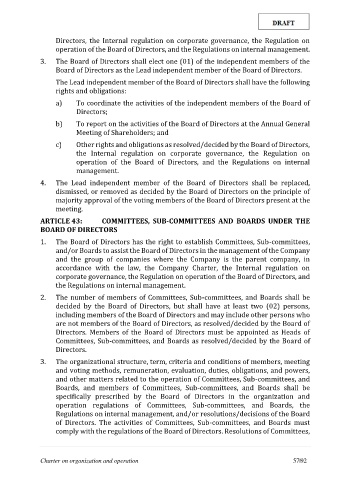 DRAFT
Directors, the Internal regulation on corporate governance, the Regulation on
operation of the Board of Directors, and the Regulations on internal management.
3. The Board of Directors shall elect one (01) of the independent members of the
Board of Directors as the Lead independent member of the Board of Directors.
The Lead independent member of the Board of Directors shall have the following
rights and obligations:
a) To coordinate the activities of the independent members of the Board of
Directors;
b) To report on the activities of the Board of Directors at the Annual General
Meeting of Shareholders; and
c) Other rights and obligations as resolved/decided by the Board of Directors,
the Internal regulation on corporate governance, the Regulation on
operation of the Board of Directors, and the Regulations on internal
management.
4. The Lead independent member of the Board of Directors shall be replaced,
dismissed, or removed as decided by the Board of Directors on the principle of
majority approval of the voting members of the Board of Directors present at the
meeting.
ARTICLE 43: COMMITTEES, SUB-COMMITTEES AND BOARDS UNDER THE
BOARD OF DIRECTORS
1. The Board of Directors has the right to establish Committees, Sub-committees,
and/or Boards to assist the Board of Directors in the management of the Company
and the group of companies where the Company is the parent company, in
accordance with the law, the Company Charter, the Internal regulation on
corporate governance, the Regulation on operation of the Board of Directors, and
the Regulations on internal management.
2. The number of members of Committees, Sub-committees, and Boards shall be
decided by the Board of Directors, but shall have at least two (02) persons,
including members of the Board of Directors and may include other persons who
are not members of the Board of Directors, as resolved/decided by the Board of
Directors. Members of the Board of Directors must be appointed as Heads of
Committees, Sub-committees, and Boards as resolved/decided by the Board of
Directors.
3. The organizational structure, term, criteria and conditions of members, meeting
and voting methods, remuneration, evaluation, duties, obligations, and powers,
and other matters related to the operation of Committees, Sub-committees, and
Boards, and members of Committees, Sub-committees, and Boards shall be
specifically prescribed by the Board of Directors in the organization and
operation regulations of Committees, Sub-committees, and Boards, the
Regulations on internal management, and/or resolutions/decisions of the Board
of Directors. The activities of Committees, Sub-committees, and Boards must
comply with the regulations of the Board of Directors. Resolutions of Committees,
Charter on organization and operation 57/92